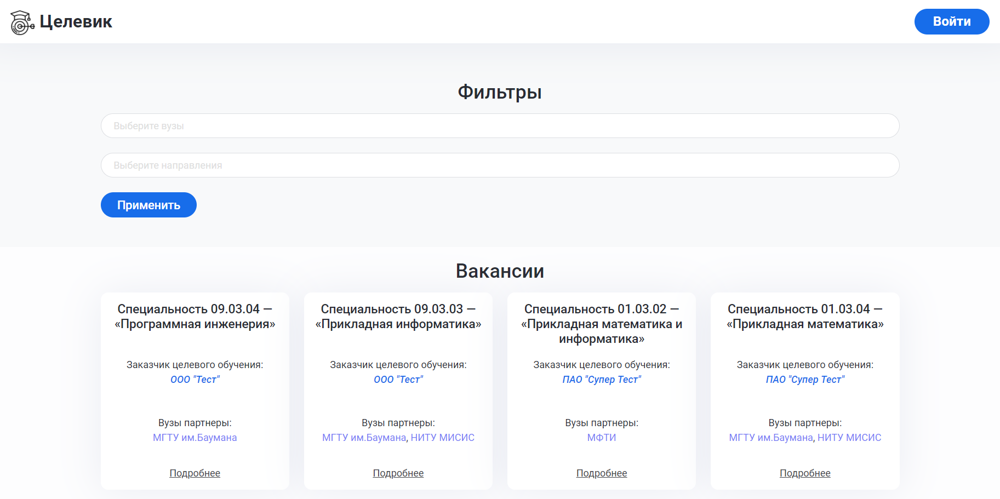 Целевик
Войти
Фильтры
Выберите вузы
Выберите направления
Применить
Вакансии
Специальность 09.03.04 —
«Программная инженерия»
Заказчик целевого обучения:
ООО "Тест"
Вузы партнеры:
МГТУ им.Баумана
Подробнее
Специальность 09.03.03 —
«Прикладная информатика»
Заказчик целевого обучения:
ООО "Тест"
Вузы партнеры:
МГТУ им.Баумана, НИТУ МИСИС
Подробнее
Специальность 01.03.02 —
«Прикладная математика и
информатика»
Заказчик целевого обучения:
ПАО "Супер Тест"
Вузы партнеры:
МФТИ
Подробнее
Специальность 01.03.04 —
«Прикладная математика»
Заказчик целевого обучения:
ПАО "Супер Тест"
Вузы партнеры:
МГТУ им.Баумана, НИТУ МИСИС
Подробнее